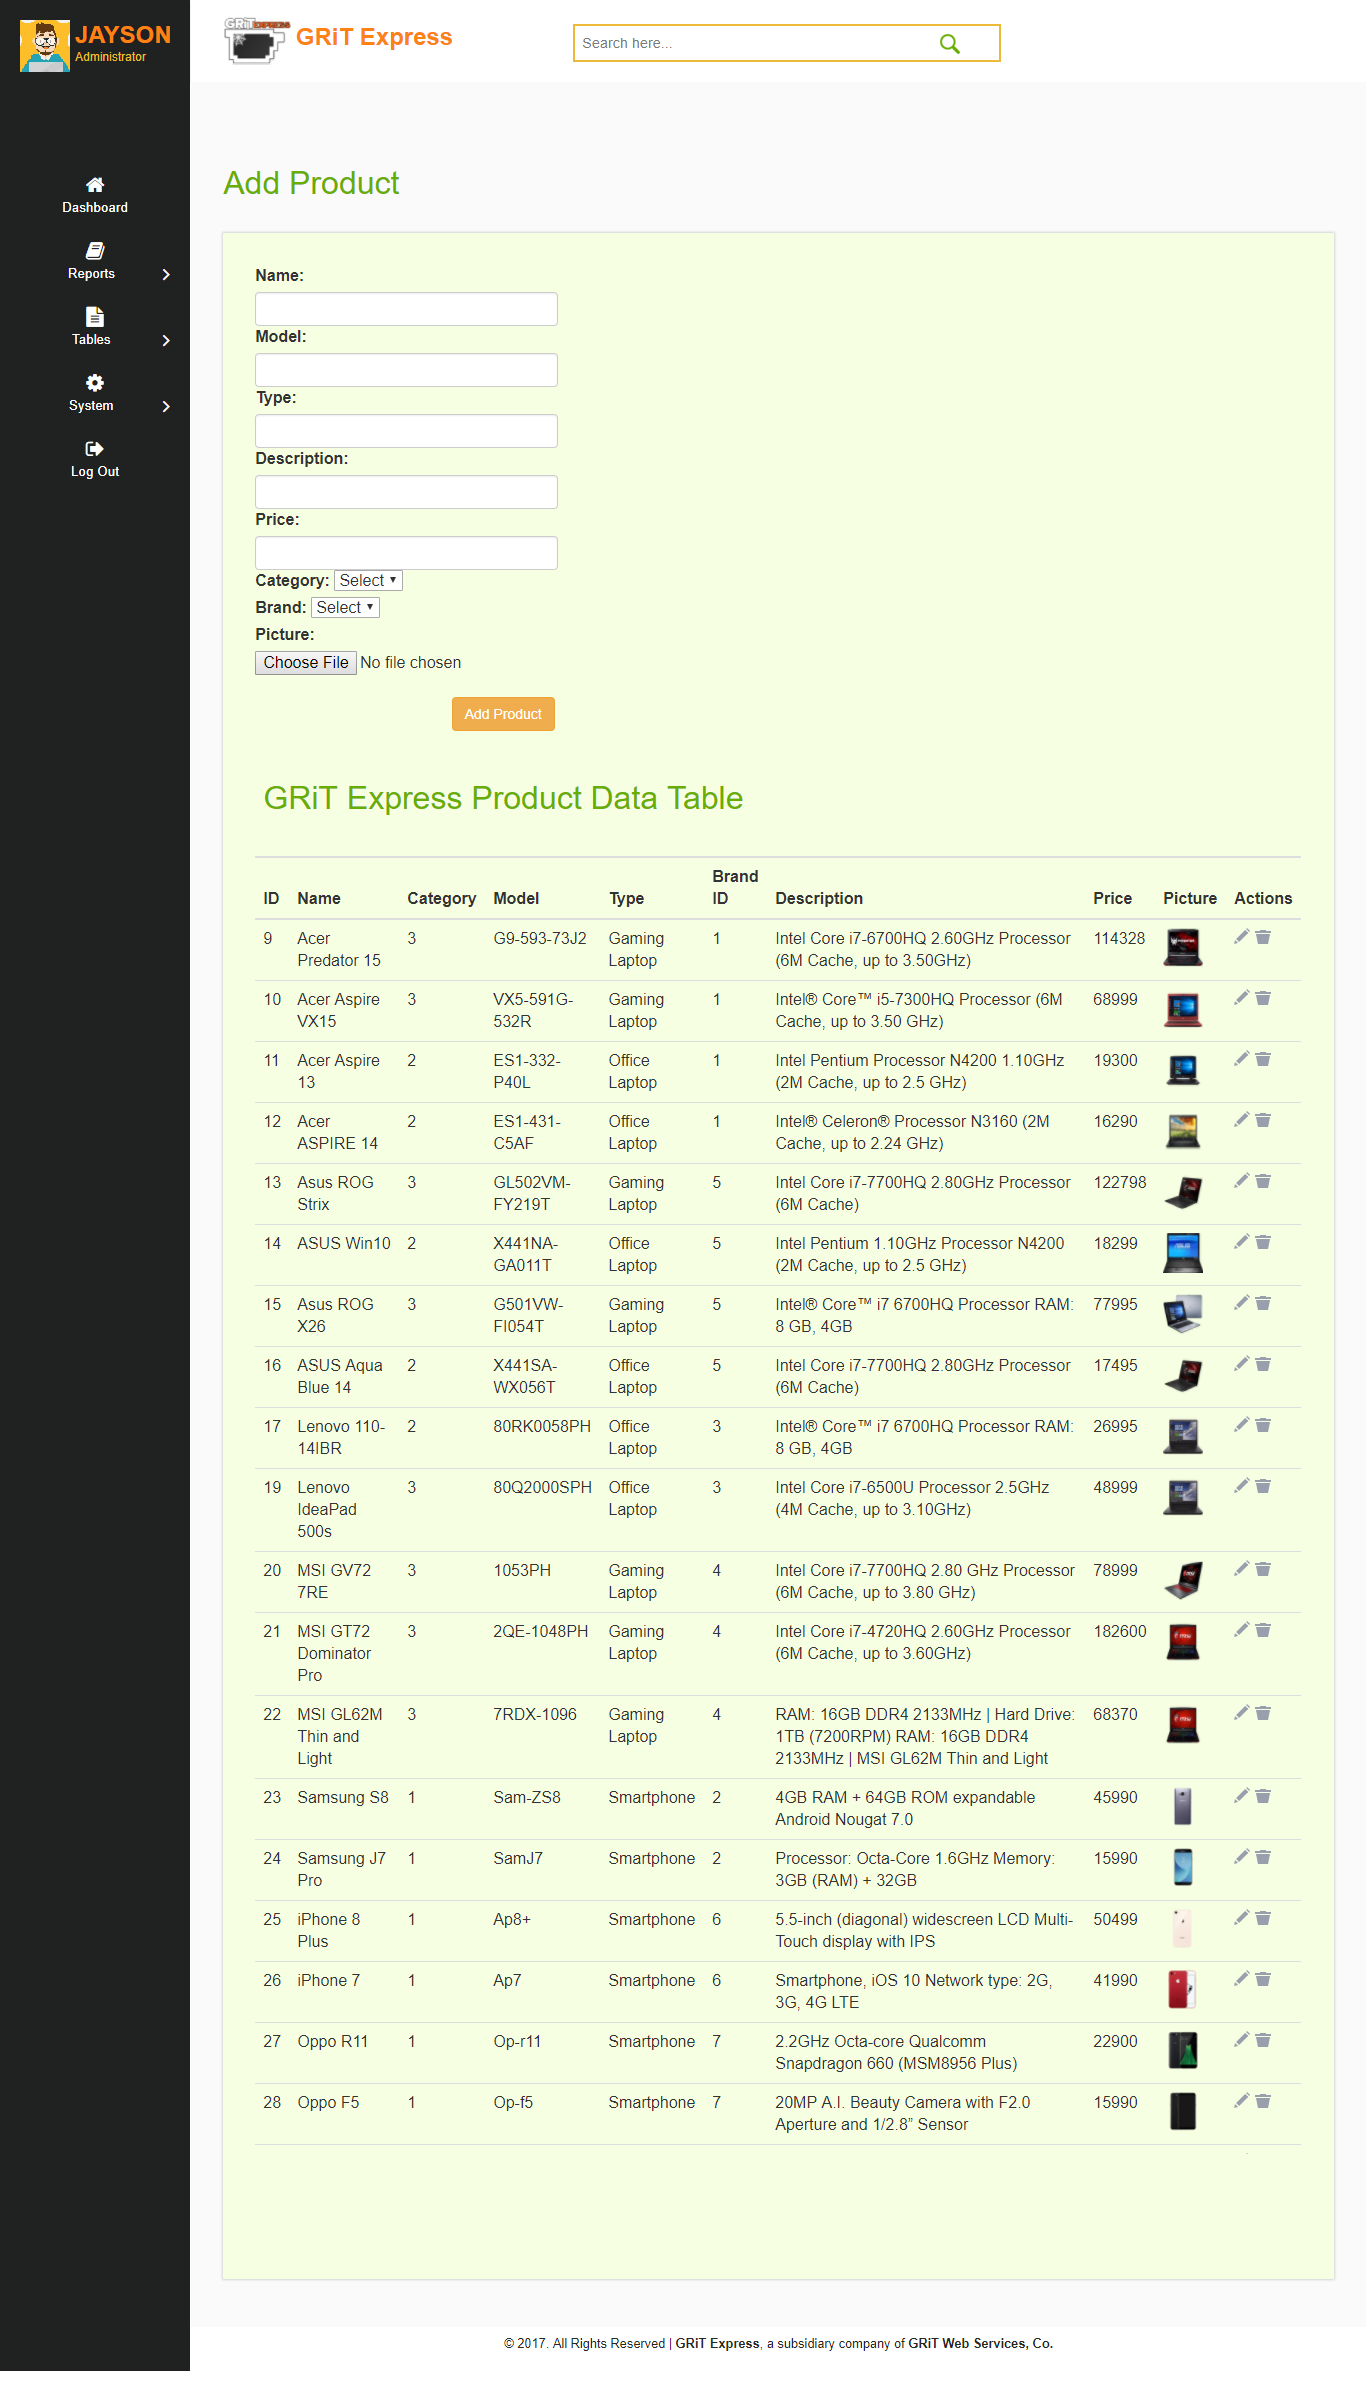 JAYSON
Administrator
GRiT EXPRESS
GRiT Express
Search here...
Dashboard
Reports
Tables
System
Log Out
Add Product
Name:
Model:
Type:
Description:
Price:
Category: Select
Brand: Select
Picture:
Choose File No file chosen
Add Product
GRiT Express Product Data Table
Brand
ID Name Category Model Type ID Description Price Picture Actions
9 Acer 3 G9-593-73J2 Gaming 1 Intel Core i7-6700HQ 2.60GHz Processor 114328
Predator 15 Laptop (6M Cache, up to 3.50GHz)
10 Acer Aspire 3 VX5-591G- Gaming 1 Intel® Core™ i5-7300HQ Processor (6M 68999
VX15 532R Laptop Cache, up to 3.50 GHz)
11 Acer Aspire 2 ES1-332- Office 1 Intel Pentium Processor N4200 1.10GHz 19300
13 P40L Laptop (2M Cache, up to 2.5 GHz)
12 Acer 2 ES1-431- Office 1 Intel® Celeron® Processor N3160 (2M 16290
ASPIRE 14 C5AF Laptop Cache, up to 2.24 GHz)
13 Asus ROG 3 GL502VM- Gaming 5 Intel Core i7-7700HQ 2.80GHz Processor 122798
Strix FY219T Laptop (6M Cache)
14 ASUS Win10 2 X441NA- Office 5 Intel Pentium 1.10GHz Processor N4200 18299
GA011T Laptop (2M Cache, up to 2.5 GHz)
15 Asus ROG 3 G501VW- Gaming 5 Intel® Core™ i7 6700HQ Processor RAM: 77995
X26 FI054T Laptop 8 GB, 4GB
16 ASUS Aqua 2 X441SA- Office 5 Intel Core i7-7700HQ 2.80GHz Processor 17495
Blue 14 WX056T Laptop (6M Cache)
17 Lenovo 110- 2 80RK0058PH Office 3 Intel® Core™ i7 6700HQ Processor RAM: 26995
14IBR Laptop 8 GB, 4GB
19 Lenovo 3 80Q2000SPH Office 3 Intel Core i7-6500U Processor 2.5GHz 48999
IdeaPad Laptop (4M Cache, up to 3.10GHz)
500s
20 MSI GV72 3 1053PH Gaming 4 Intel Core i7-7700HQ 2.80 GHz Processor 78999
7RE Laptop (6M Cache, up to 3.80 GHz)
21 MSI GT72 3 2QE-1048PH Gaming 4 Intel Core i7-4720HQ 2.60GHz Processor 182600
Dominator Laptop (6M Cache, up to 3.60GHz)
Pro
22 MSI GL62M 3 7RDX-1096 Gaming 4 RAM: 16GB DDR4 2133MHz | Hard Drive: 68370
Thin and Laptop 1TB (7200RPM) RAM: 16GB DDR4
Light 2133MHz | MSI GL62M Thin and Light
23 Samsung S8 1 Sam-ZS8 Smartphone 2 4GB RAM + 64GB ROM expandable 45990
Android Nougat 7.0
24 Samsung J7 1 SamJ7 Smartphone 2 Processor: Octa-Core 1.6GHz Memory: 15990
Pro 3GB (RAM) + 32GB
25 iPhone 8 1 Ap8+ Smartphone 6 5.5-inch (diagonal) widescreen LCD Multi- 50499
Plus Touch display with IPS
26 iPhone 7 1 Ap7 Smartphone 6 Smartphone, iOS 10 Network type: 2G, 41990
3G, 4G LTE
27 Oppo R11 1 Op-r11 Smartphone 7 2.2GHz Octa-core Qualcomm 22900
Snapdragon 660 (MSM8956 Plus)
28 Oppo F5 1 Op-f5 Smartphone 7 20MP A.I. Beauty Camera with F2.0 15990
Aperture and 1/2.8” Sensor
© 2017. All Rights Reserved | GRiT Express, a subsidiary company of GRiT Web Services, Co.